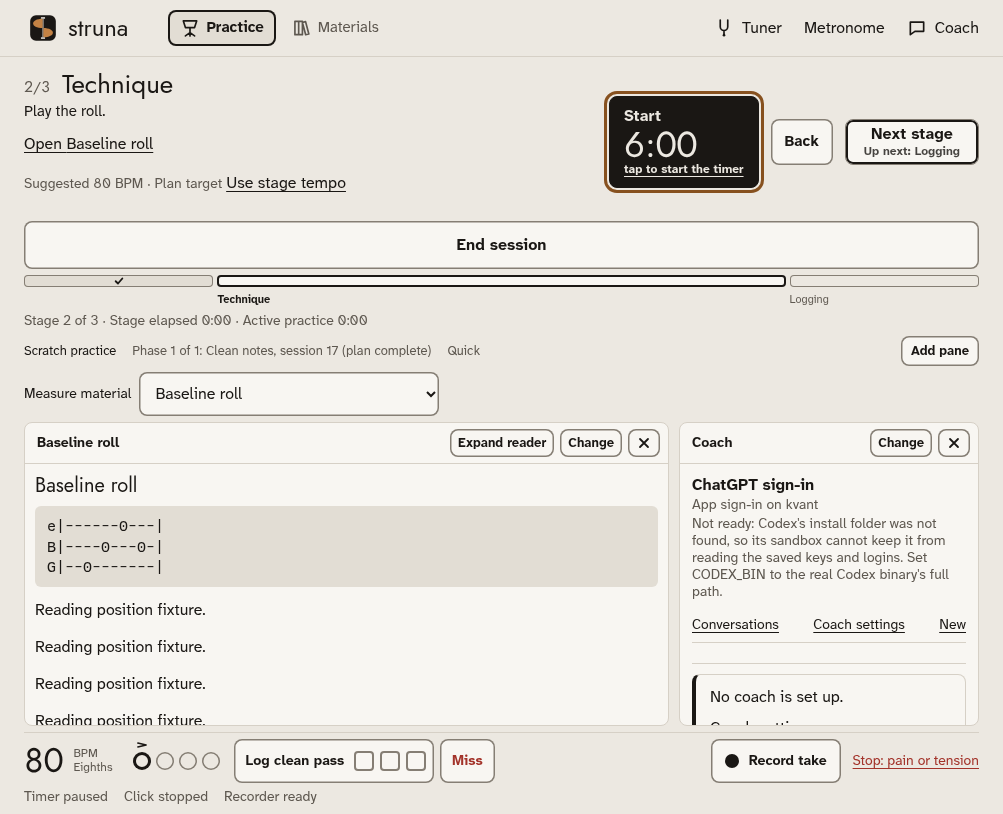 struna
Practice
Materials
Tuner
Metronome
Coach
2/3 Technique
Play the roll.
Open Baseline roll
Suggested 80 BPM · Plan target Use stage tempo
Start
6:00
tap to start the timer
Back
Next stage
Up next: Logging
End session
Technique
Logging
Stage 2 of 3 · Stage elapsed 0:00 · Active practice 0:00
Scratch practice Phase 1 of 1: Clean notes, session 17 (plan complete) Quick
Add pane
Measure material Baseline roll
Baseline roll
Expand reader
Change
Baseline roll
e|------0---|
B|----0---0-|
G|--0-------|
Reading position fixture.
Reading position fixture.
Reading position fixture.
Reading position fixture.
Coach
Change
ChatGPT sign-in
App sign-in on kvant
Not ready: Codex's install folder was not
found, so its sandbox cannot keep it from
reading the saved keys and logins. Set
CODEX_BIN to the real Codex binary's full
path.
Conversations
Coach settings
New
No coach is set up.
80 BPM
Eighths
Log clean pass
Miss
Record take
Stop: pain or tension
Timer paused Click stopped Recorder ready